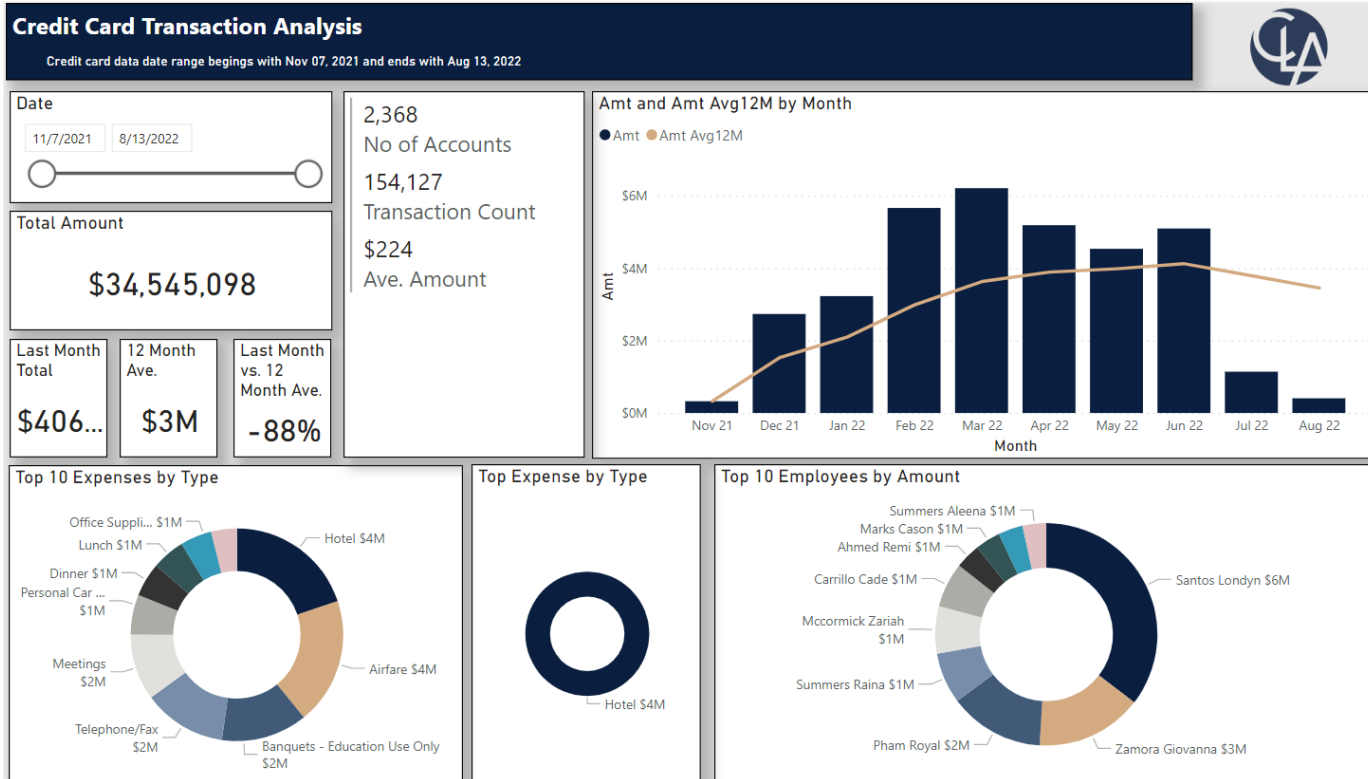 Credit Card Transaction Analysis
Credit card data date range begings with Nov 07, 2021 and ends with Aug 13, 2022
CLA
Date
11/7/2021 8/13/2022
Total Amount
$34,545,098
Last Month
Total
$406...
12 Month
Ave.
$3M
Last Month
vs. 12
Month Ave.
-88%
2,368
No of Accounts
154,127
Transaction Count
$224
Ave. Amount
Amt and Amt Avg12M by Month
Amt Amt Avg12M
Amt
$6M
$4M
$2M
$0M
Nov 21 Dec 21 Jan 22 Feb 22 Mar 22 Apr 22 May 22 Jun 22 Jul 22 Aug 22
Month
Top 10 Expenses by Type
Office Suppli... $1M
Lunch $1M
Dinner $1M
Personal Car ...
$1M
Meetings
$2M
Telephone/Fax
$2M
Hotel $4M
Airfare $4M
Banquets - Education Use Only
$2M
Top Expense by Type
Hotel $4M
Top 10 Employees by Amount
Summers Aleena $1M
Marks Cason $1M
Ahmed Remi $1M
Carrillo Cade $1M
Mccormick Zariah
$1M
Summers Raina $1M
Pham Royal $2M
Santos Londyn $6M
Zamora Giovanna $3M